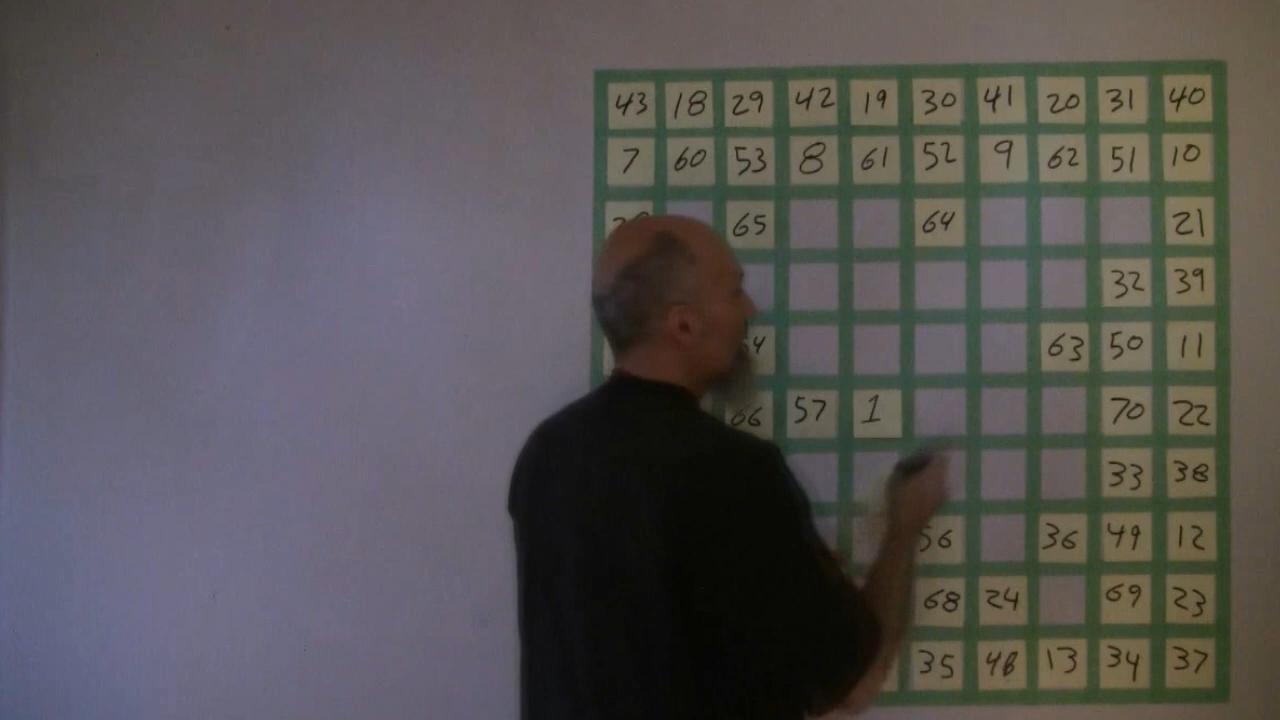 43 18 29 42 19 30 41 20 31 40
7 60 53 8 61 52 9 62 51 10
65 64 21
32 39
63 50 11
66 57 1 70 22
33 38
56 36 49 12
68 24 69 23
35 48 13 34 37